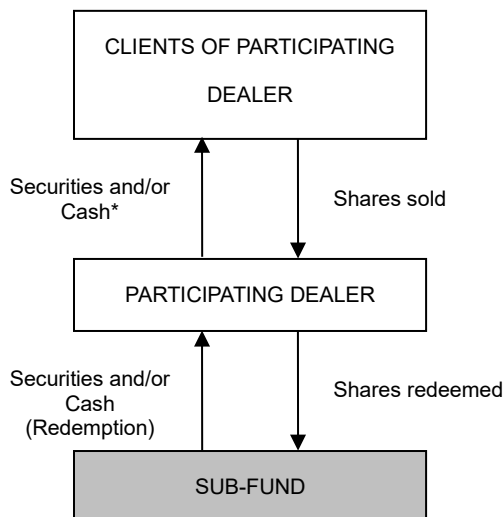 CLIENTS OF PARTICIPATING
DEALER
Securities and/or
Cash*
Shares sold
PARTICIPATING DEALER
Securities and/or
Cash
(Redemption)
Shares redeemed
SUB-FUND